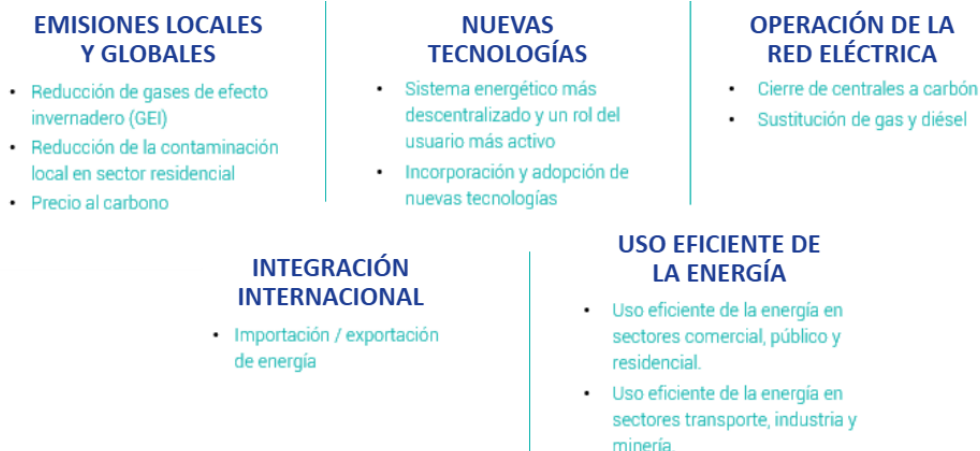 EMISIONES LOCALES
Y GLOBALES
• Reducción de gases de efecto
invernadero (GEI)
• Reducción de la contaminación
local en sector residencial
• Precio al carbono
NUEVAS
TECNOLOGÍAS
• Sistema energético más
descentralizado y un rol del
usuario más activo
• Incorporación y adopción de
nuevas tecnologías
OPERACIÓN DE LA
RED ELÉCTRICA
• Cierre de centrales a carbón
• Sustitución de gas y diésel
INTEGRACIÓN
INTERNACIONAL
• Importación / exportación
de energía
USO EFICIENTE DE
LA ENERGÍA
• Uso eficiente de la energía en
sectores comercial, público y
residencial.
• Uso eficiente de la energía en
sectores transporte, industria y
minería.